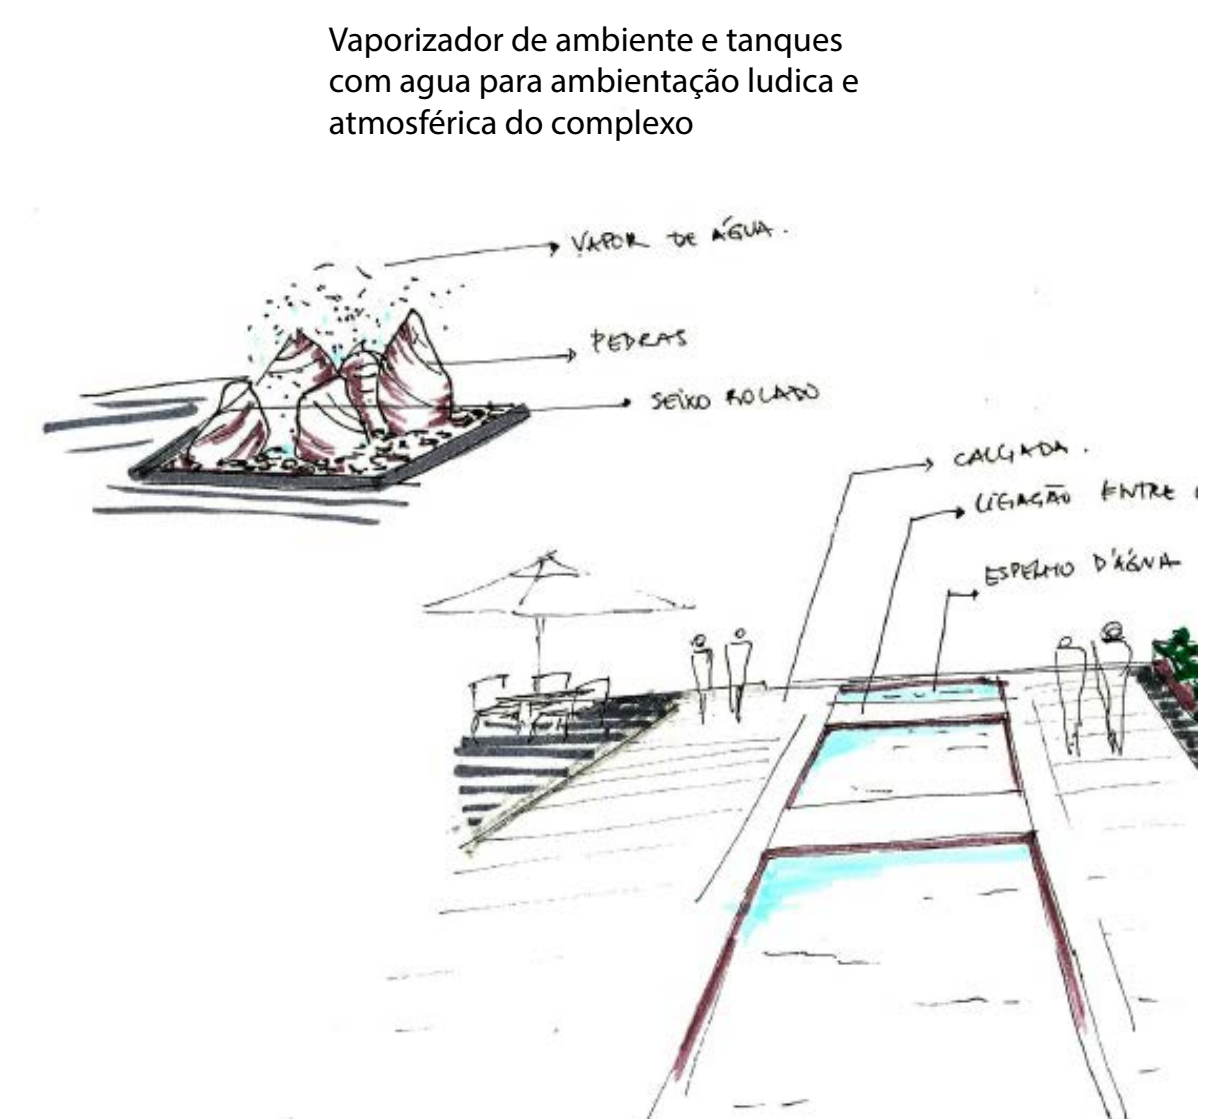 Vaporizador de ambiente e tanques
com agua para ambientação ludica e
atmosférica do complexo
VAPOR DE ÁGUA.
PEDRAS
SEIXO ROLADO
CALÇADA.
LIGAÇÃO ENTRE
ESPELHO D'ÁGUA